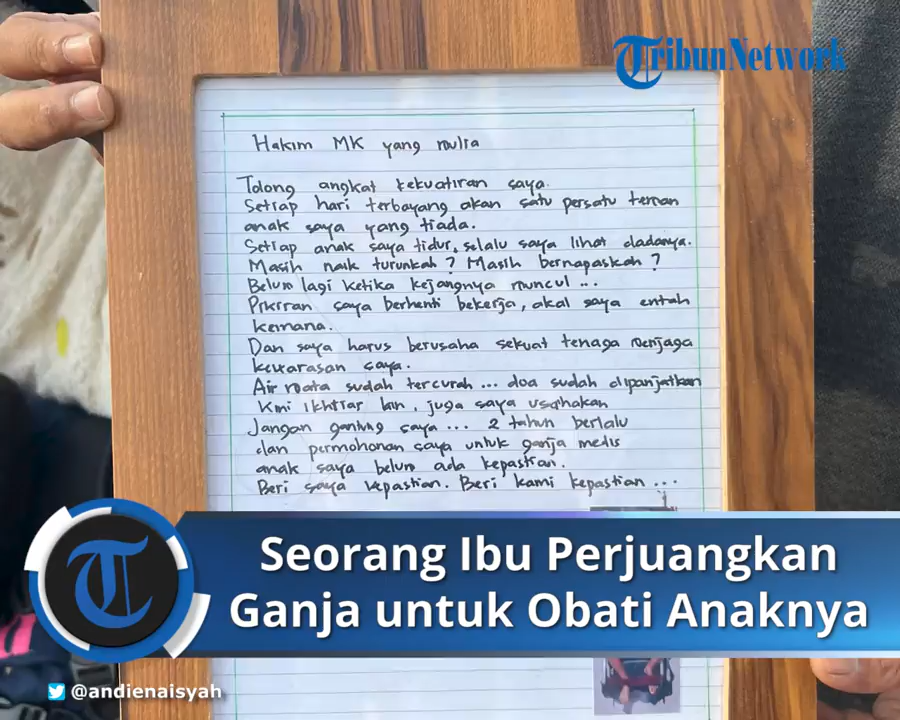 TribunNetwork
Hakim MK yang mulia
Tolong angkat kekuatiran saya.
Setiap hari terbayang akan satu persatu teman
anak saya yang tiada.
Setiap anak saya tidur, selalu saya lihat dadanya.
Masih naik turunkah? Masih bernapaskah?
Belum lagi ketika kejangnya muncul ...
Pikiran saya berhenti bekerja, akal saya entah
kemana.
Dan saya harus berusaha sekuat tenaga menjaga
kewarasan saya.
Air mata sudah tercurah ... doa sudah dipanjatkan
Kini ikhtiar lain, juga saya usahakan
Jangan gantung saya ... 2 tahun berlalu
dan permohonan saya untuk ganja medis
anak saya belum ada kepastian.
Beri saya kepastian. Beri kami kepastian ...
T
Seorang Ibu Perjuangkan
Ganja untuk Obati Anaknya
@andienaisyah